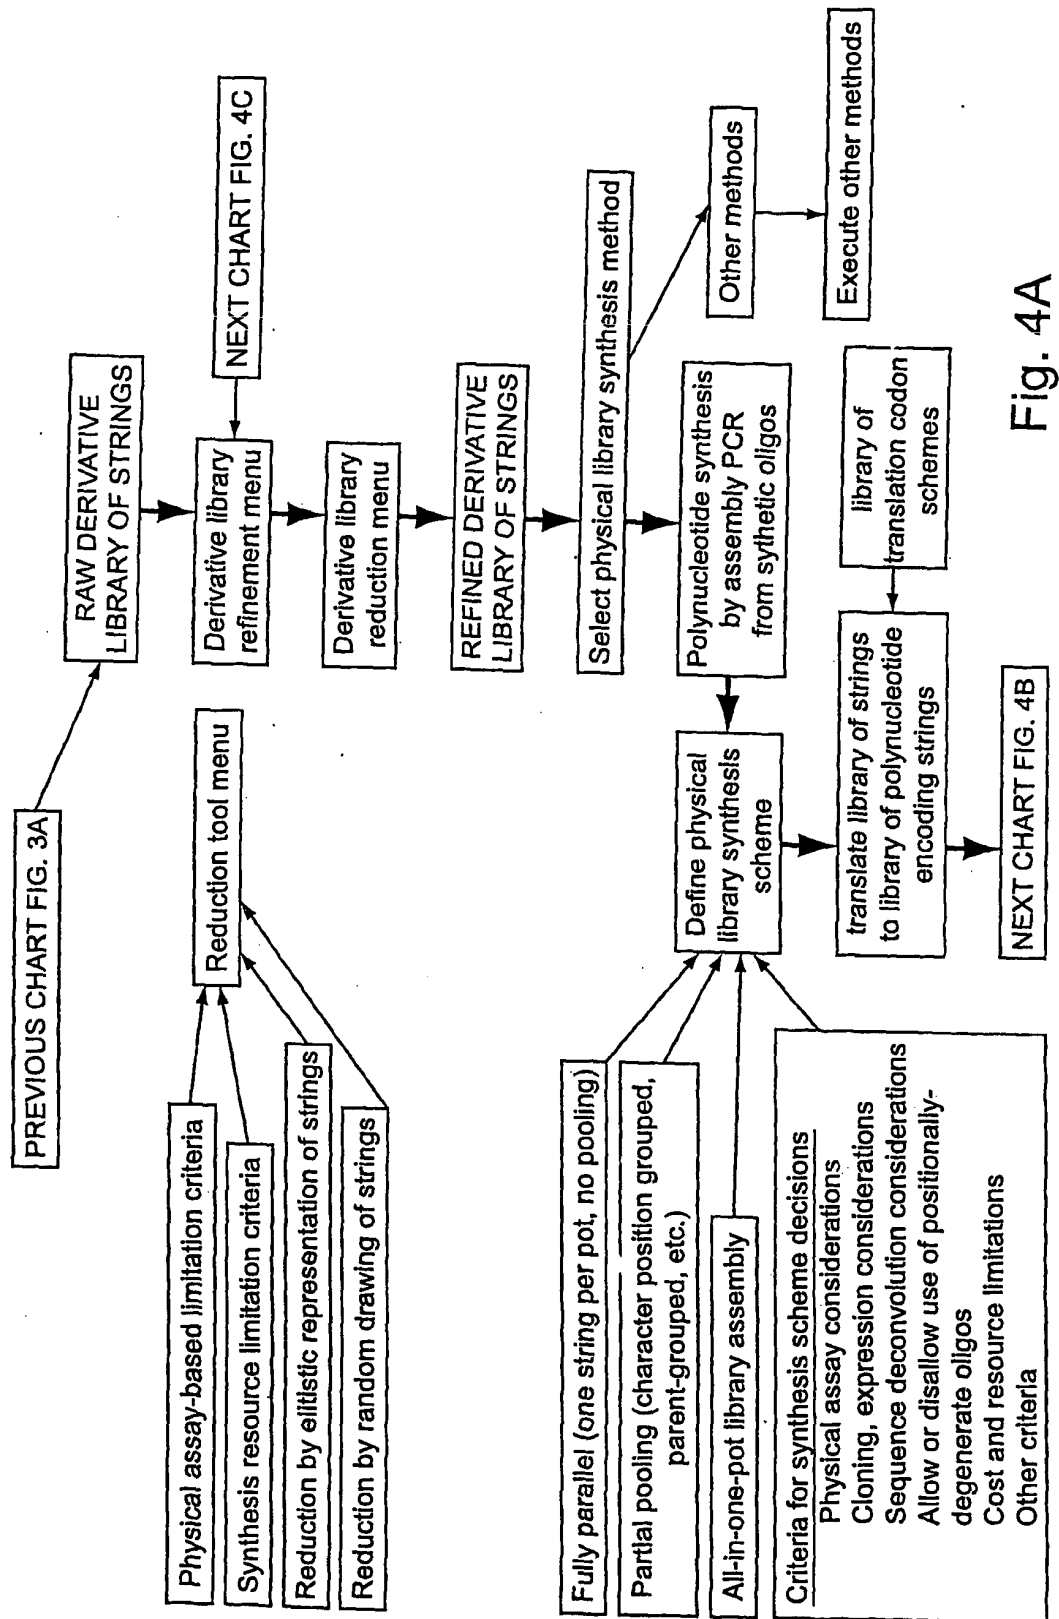 PREVIOUS CHART FIG. 3A
RAW DERIVATIVE
LIBRARY OF STRINGS
NEXT CHART FIG. 4C
Derivative library
refinement menu
Reduction tool menu
Physical assay-based limitation criteria
Synthesis resource limitation criteria
Reduction by elitistic representation of strings
Reduction by random drawing of strings
Derivative library
reduction menu
REFINED DERIVATIVE
LIBRARY OF STRINGS
Select physical library synthesis method
Other methods
Execute other methods
Polynucleotide synthesis
by assembly PCR
from sythetic oligos
Define physical
library synthesis
scheme
Fully parallel (one string per pot, no pooling)
Partial pooling (character position grouped,
parent-grouped, etc.)
All-in-one-pot library assembly
Criteria for synthesis scheme decisions
Physical assay considerations
Cloning, expression considerations
Sequence deconvolution considerations
Allow or disallow use of positionally-
degenerate oligos
Cost and resource limitations
Other criteria
library of
translation codon
schemes
translate library of strings
to library of polynucleotide
encoding strings
NEXT CHART FIG. 4B
Fig. 4A